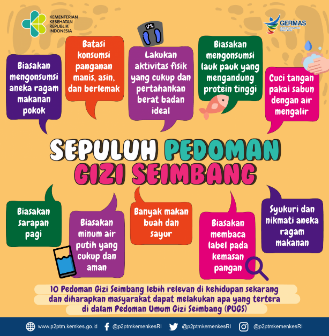 KEMENTERIAN
KESEHATAN
REPUBLIK
INDONESIA
GERMAS
Biasakan
mengonsumsi
aneka ragam
makanan
pokok
Batasi
konsumsi
panganan
manis, asin,
dan berlemak
Lakukan
aktivitas fisik
yang cukup dan
pertahankan
berat badan
ideal
Biasakan
mengonsumsi
lauk pauk yang
mengandung
protein tinggi
Cuci tangan
pakai sabun
dengan air
mengalir
SEPULUH PEDOMAN
GIZI SEIMBANG
Biasakan
sarapan
pagi
Biasakan
minum air
putih yang
cukup dan
aman
Banyak makan
buah dan
sayur
Biasakan
membaca
label pada
kemasan
pangan
Syukuri dan
nikmati aneka
ragam
makanan
10 Pedoman Gizi Seimbang lebih relevan di kehidupan sekarang
dan diharapkan masyarakat dapat melakukan apa yang tertera
di dalam Pedoman Umum Gizi Seimbang (PUGS)
www.p2ptm.kemkes.go.id
@p2ptmkemenkesRI
@p2ptmkemenkesRI
@p2ptmkemenkesRI